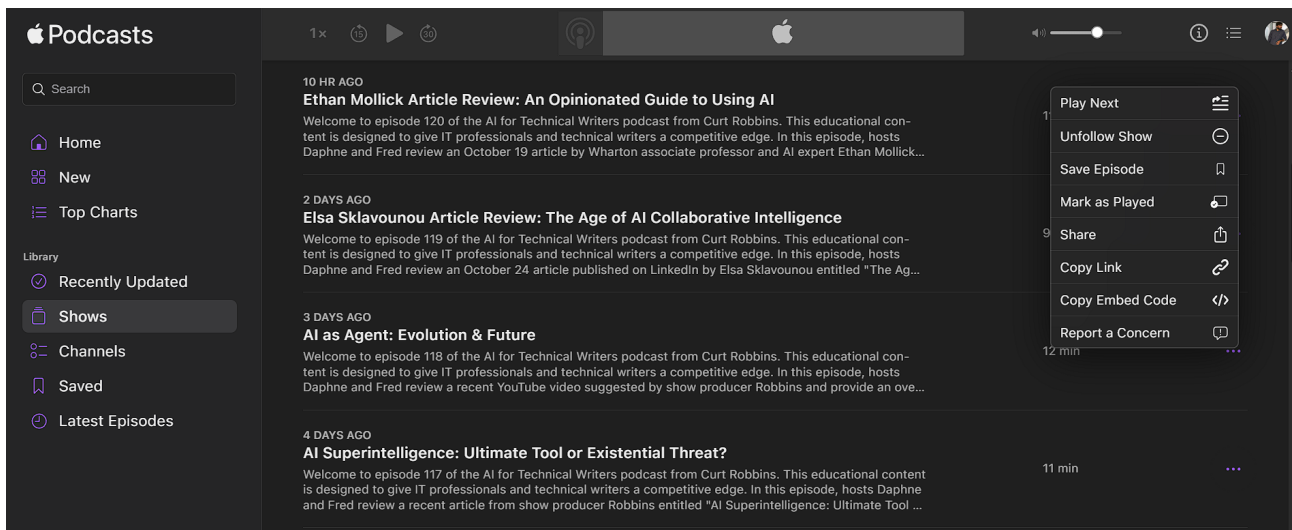 Podcasts
Search
Home
New
Top Charts
Library
Recently Updated
Shows
Channels
Saved
Latest Episodes
1×
15
30
10 HR AGO
Ethan Mollick Article Review: An Opinionated Guide to Using AI
Welcome to episode 120 of the AI for Technical Writers podcast from Curt Robbins. This educational con-
tent is designed to give IT professionals and technical writers a competitive edge. In this episode, hosts
Daphne and Fred review an October 19 article by Wharton associate professor and AI expert Ethan Mollick...
2 DAYS AGO
Elsa Sklavounou Article Review: The Age of AI Collaborative Intelligence
Welcome to episode 119 of the AI for Technical Writers podcast from Curt Robbins. This educational con-
tent is designed to give IT professionals and technical writers a competitive edge. In this episode, hosts
Daphne and Fred review an October 24 article published on LinkedIn by Elsa Sklavounou entitled "The Ag...
9
3 DAYS AGO
AI as Agent: Evolution & Future
Welcome to episode 118 of the AI for Technical Writers podcast from Curt Robbins. This educational con-
tent is designed to give IT professionals and technical writers a competitive edge. In this episode, hosts
Daphne and Fred review a recent YouTube video suggested by show producer Robbins and provide an ove...
12 min
4 DAYS AGO
AI Superintelligence: Ultimate Tool or Existential Threat?
Welcome to episode 117 of the AI for Technical Writers podcast from Curt Robbins. This educational content
is designed to give IT professionals and technical writers a competitive edge. In this episode, hosts Daphne
and Fred review a recent article from show producer Robbins entitled "AI Superintelligence: Ultimate Tool ...
11 min
Play Next
Unfollow Show
Save Episode
Mark as Played
Share
Copy Link
Copy Embed Code
Report a Concern